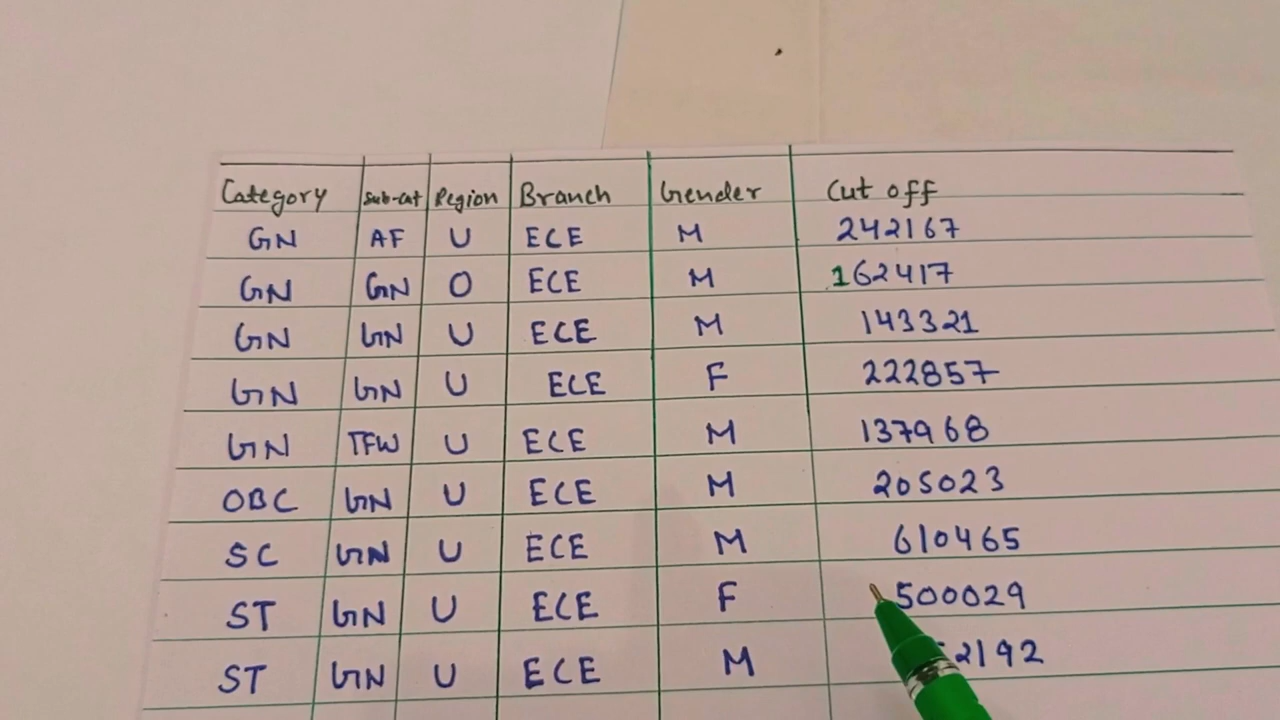 Category Sub-cat Region Branch Gender Cut off
GN AF U ECE M 242167
GN GN O ECE M 162417
GN GN U ECE M 143321
GN GN U ECE F 222857
GN TFW U ECE M 137968
OBC GN U ECE M 205023
SC GN U ECE M 610465
ST GN U ECE F 500029
ST GN U ECE M